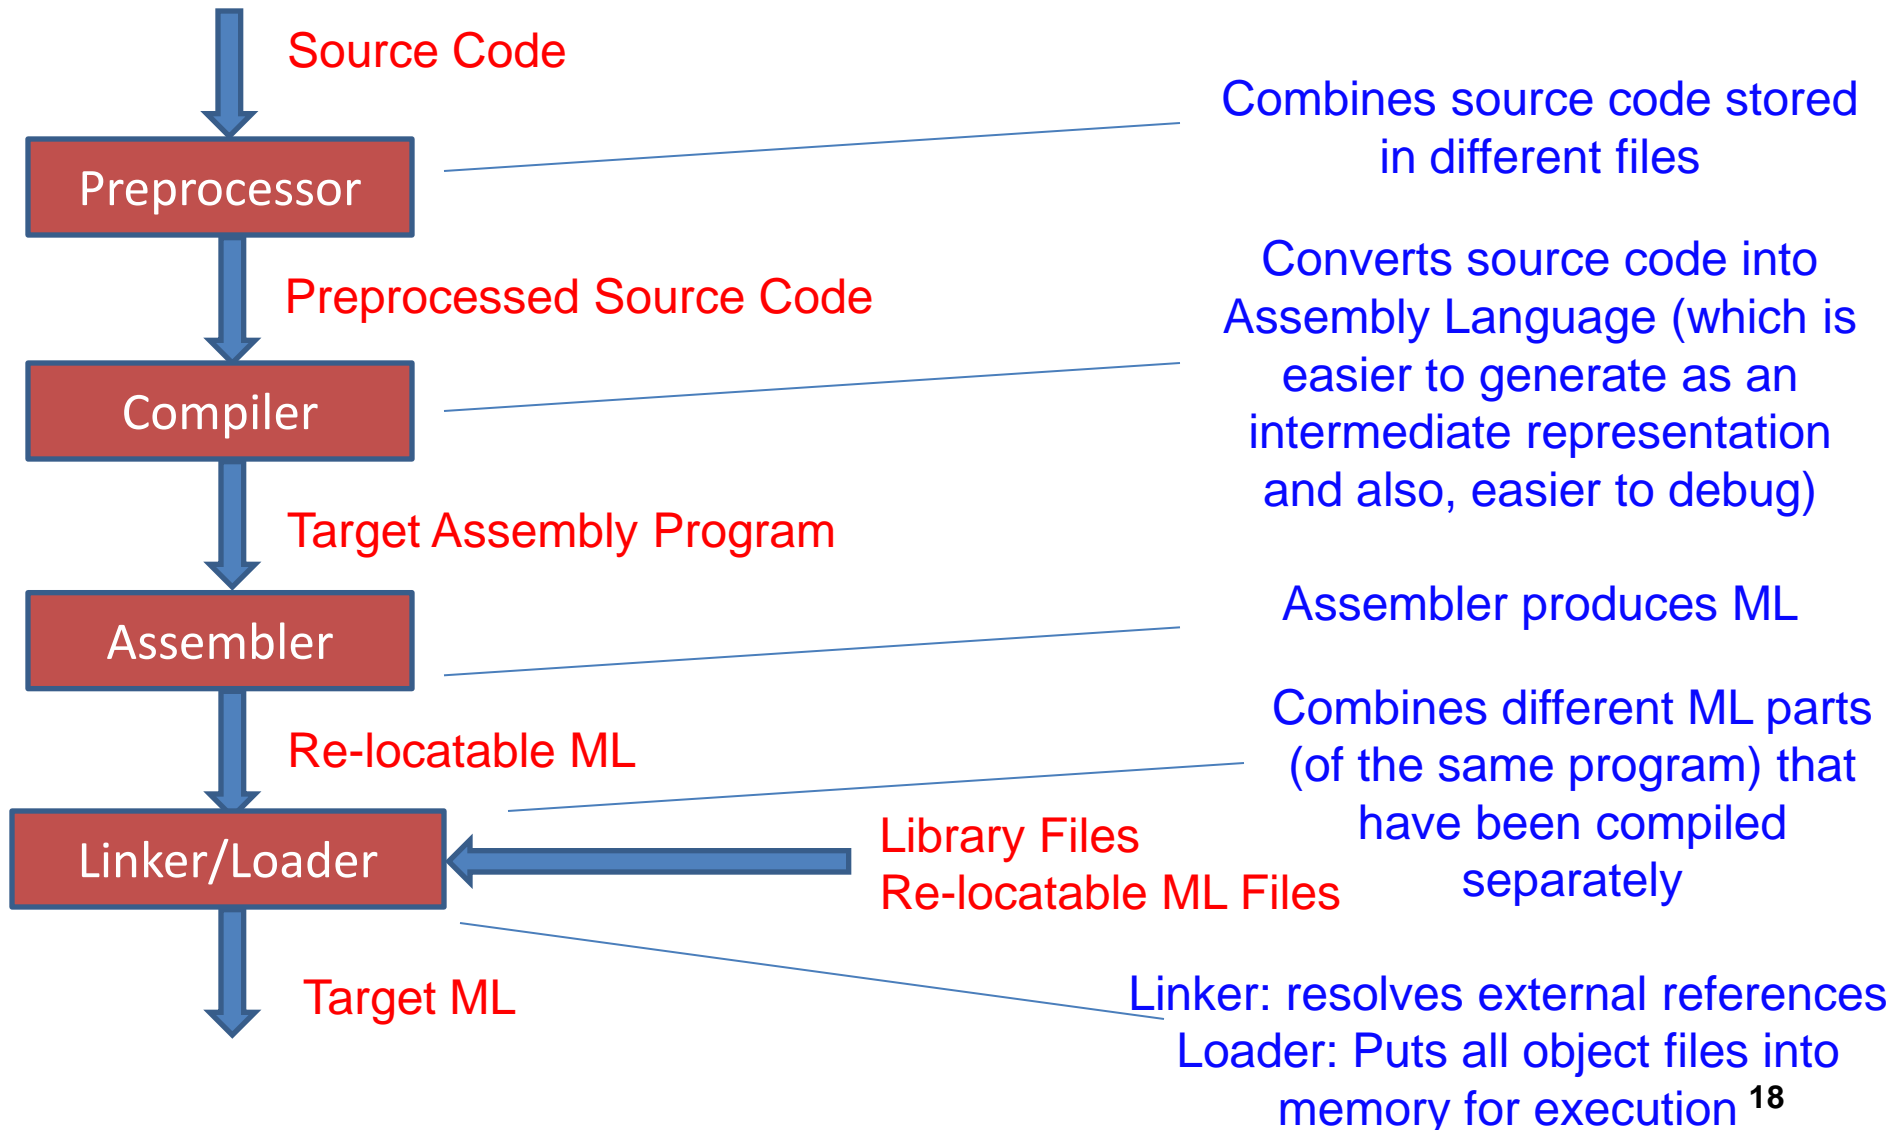 Source Code
Combines source code stored
in different files
Preprocessor
Preprocessed Source Code
Converts source code into
Assembly Language (which is
easier to generate as an
intermediate representation
and also, easier to debug)
Compiler
Target Assembly Program
Assembler produces ML
Assembler
Re-locatable ML
Combines different ML parts
(of the same program) that
have been compiled
separately
Linker/Loader
Library Files
Re-locatable ML Files
Target ML
Linker: resolves external references
Loader: Puts all object files into
memory for execution
18